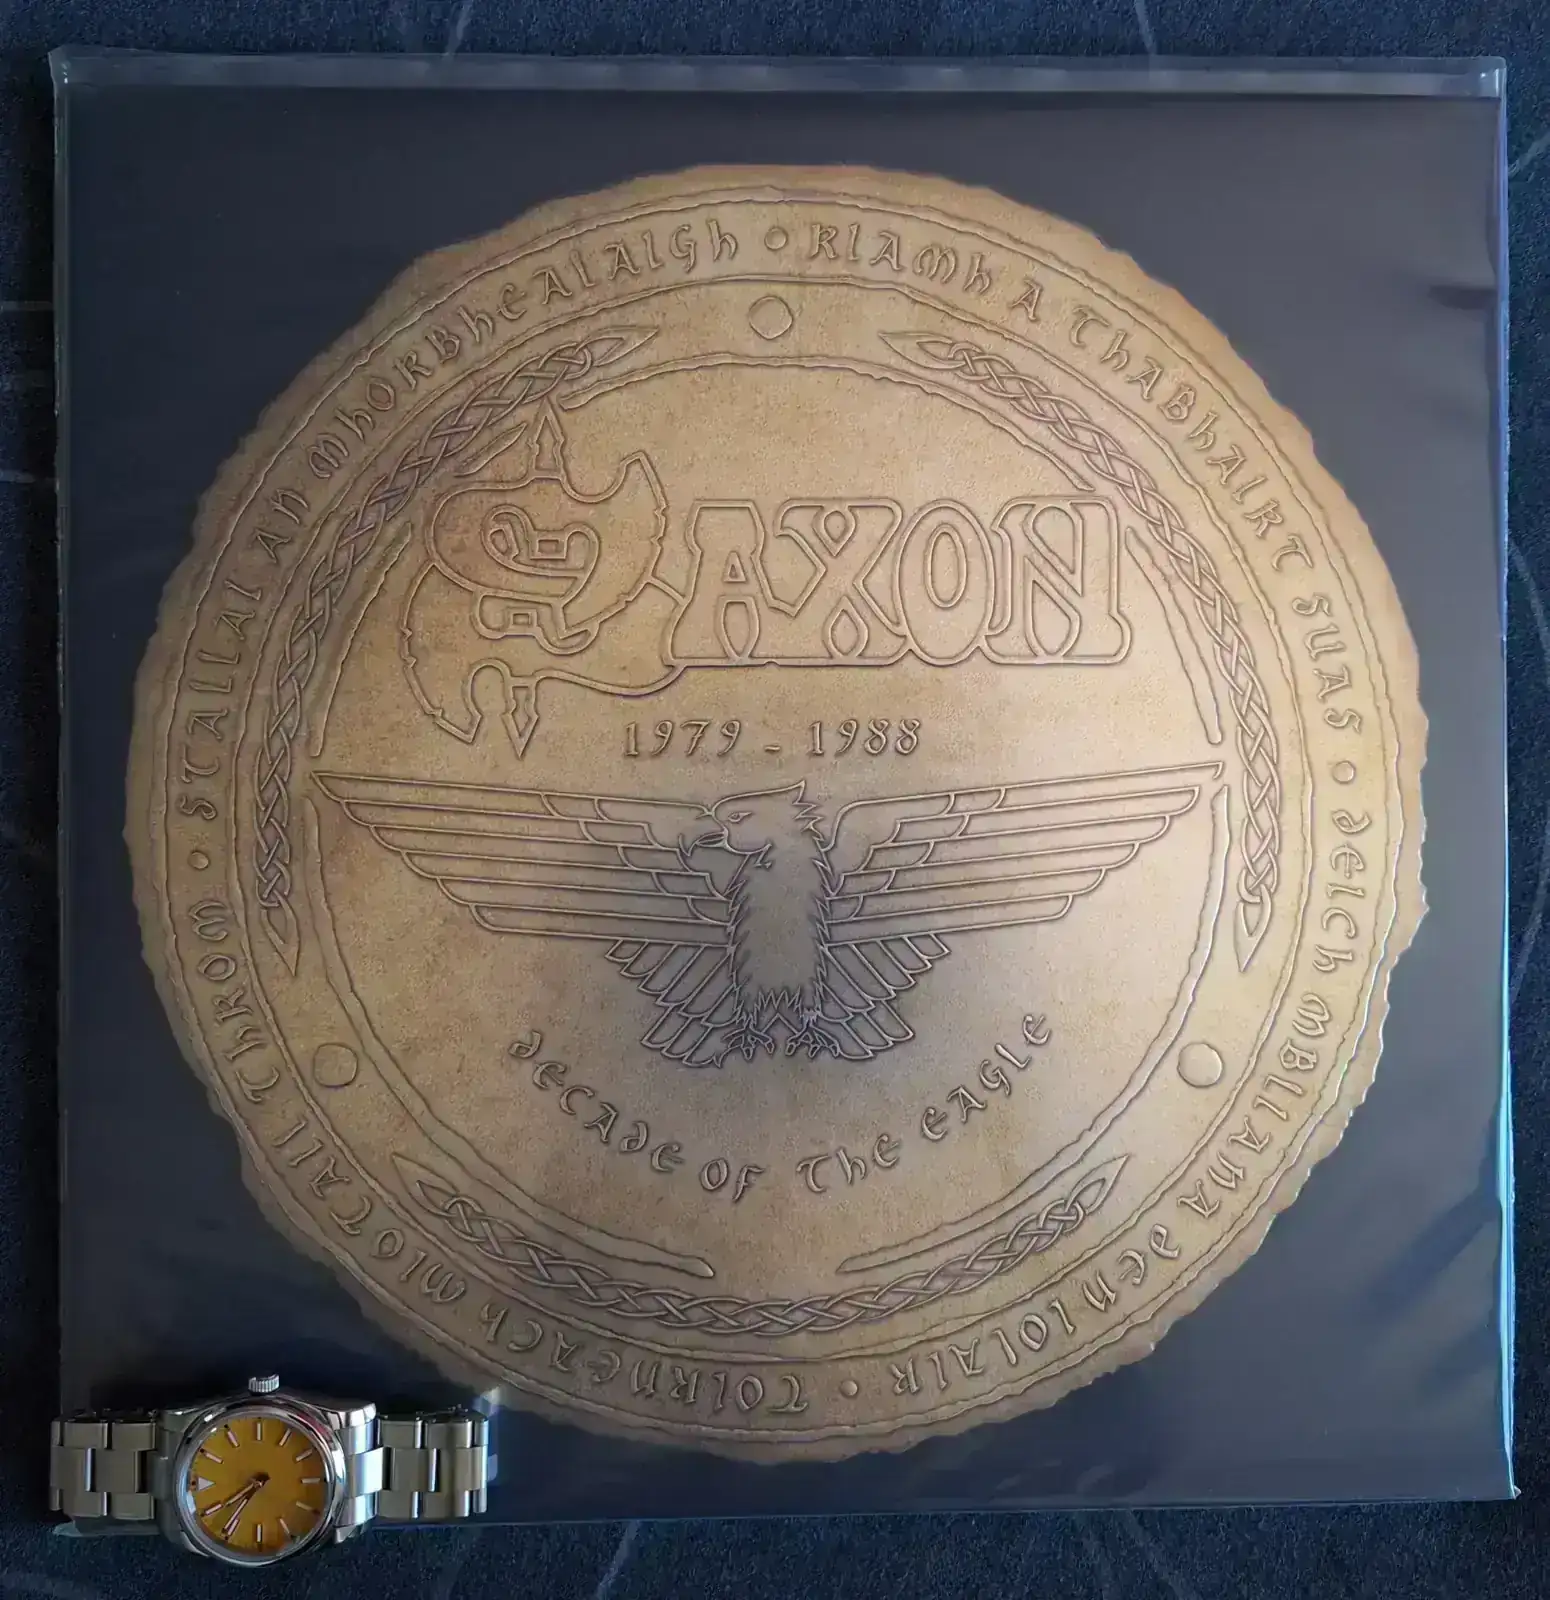 SAXON
1979 - 1988
DECADE OF THE EAGLE
STALLAI AN MHORBHEALAIGH • RIAMH A THABHAIRT SUAS • DEICH MBLIANA DEN IOLAIR • TOIRNEACH MIOTAIL THROM •